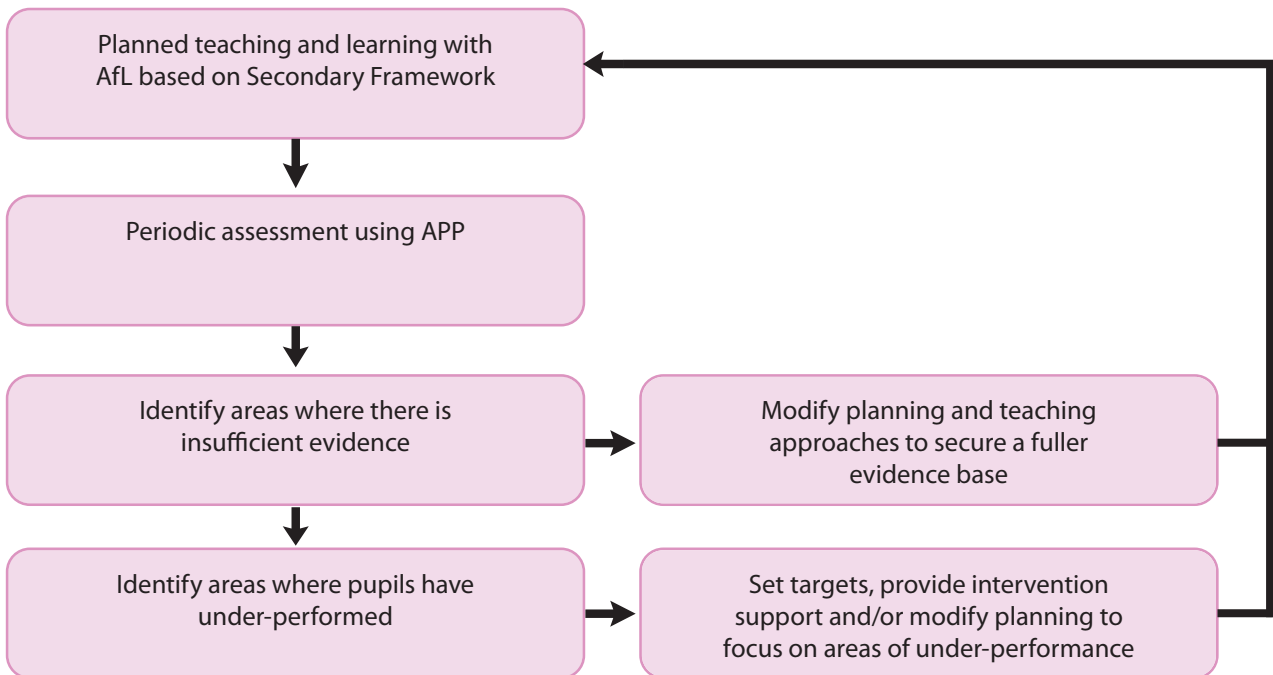 Planned teaching and learning with
AfL based on Secondary Framework
Periodic assessment using APP
Identify areas where there is
insufficient evidence
Modify planning and teaching
approaches to secure a fuller
evidence base
Identify areas where pupils have
under-performed
Set targets, provide intervention
support and/or modify planning to
focus on areas of under-performance